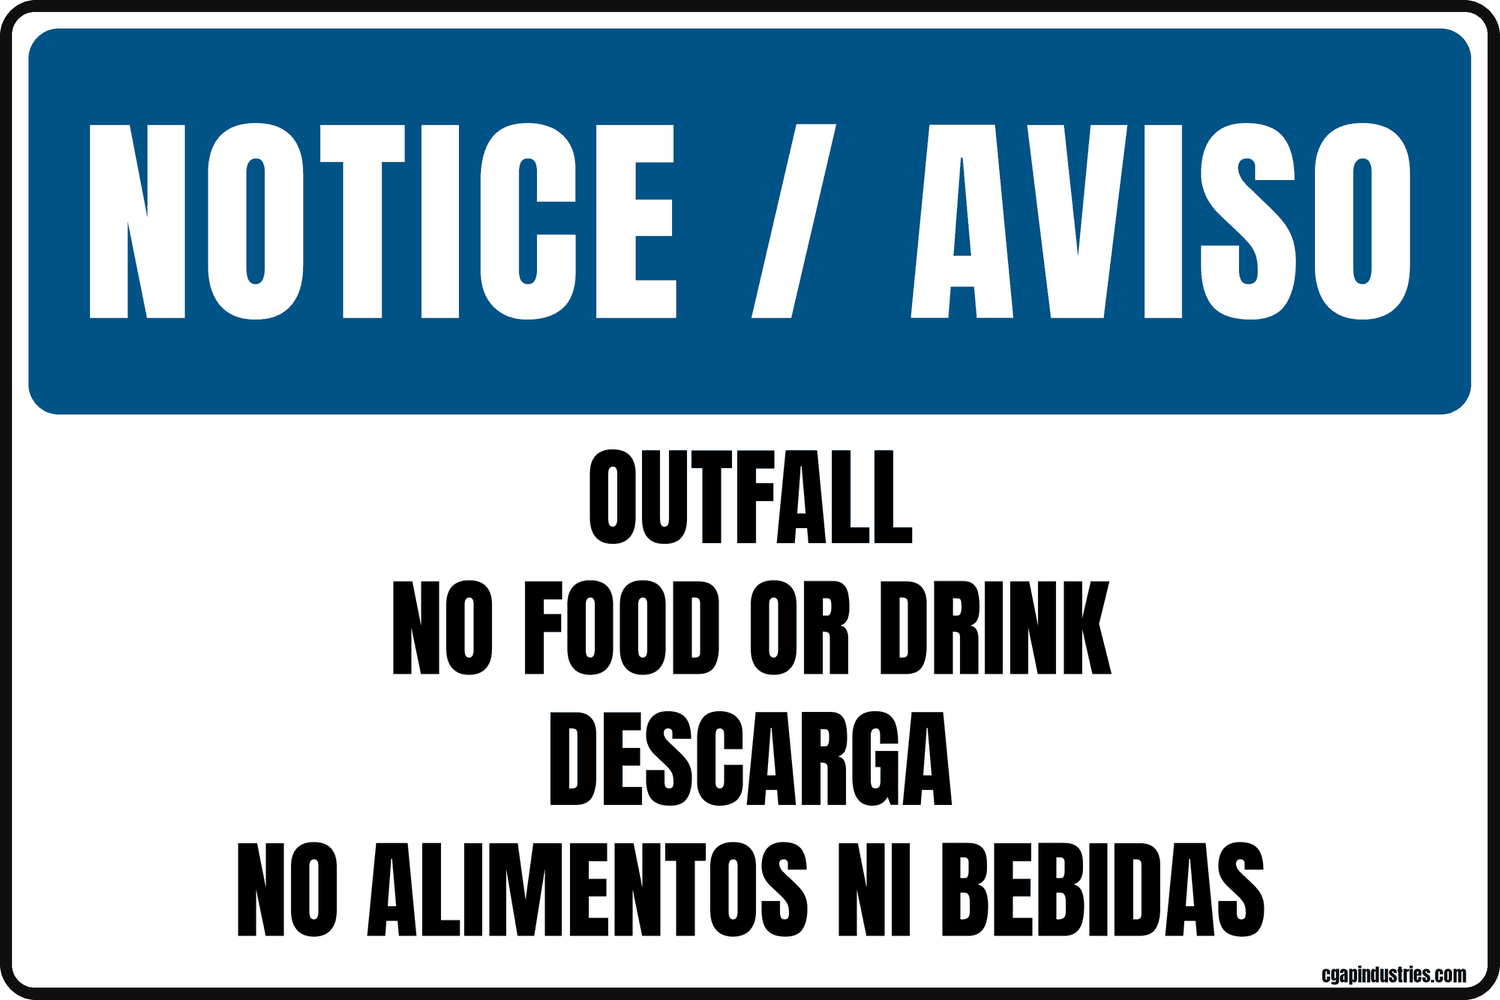 NOTICE / AVISO
OUTFALL
NO FOOD OR DRINK
DESCARGA
NO ALIMENTOS NI BEBIDAS
cgapindustries.com